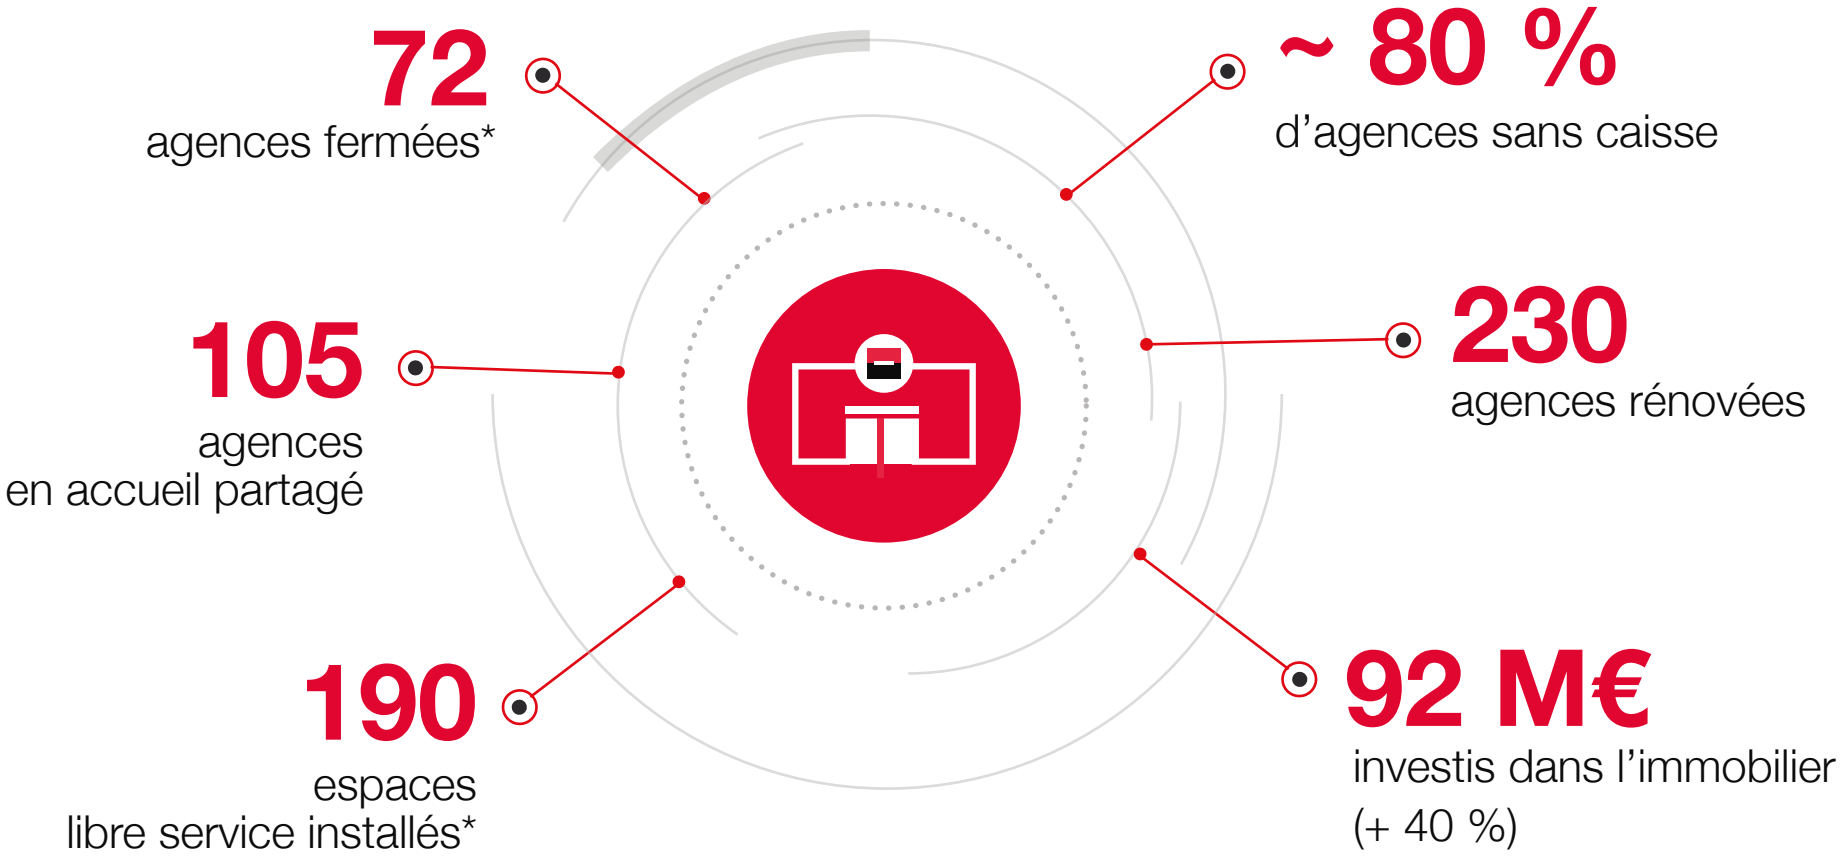 72
agences fermées*
~ 80 %
d’agences sans caisse
105
agences
en accueil partagé
230
agences rénovées
190
espaces
libre service installés*
92 M€
investis dans l’immobilier
(+ 40 %)